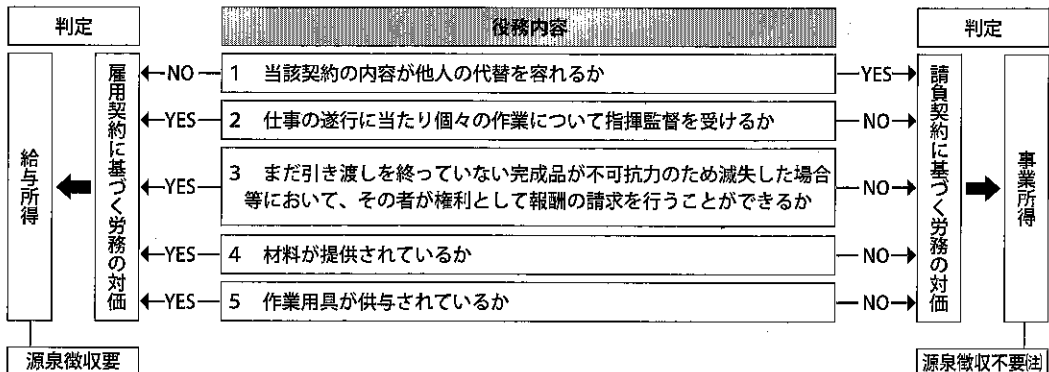 判定
役務内容
判定
給与所得
雇用契約に基づく労務の対価
←NO
1 当該契約の内容が他人の代替を容れるか
YES→
←YES
2 仕事の遂行に当たり個々の作業について指揮監督を受けるか
NO→
←YES
3 まだ引き渡しを終っていない完成品が不可抗力のため滅失した場合
等において、その者が権利として報酬の請求を行うことができるか
NO→
←YES
4 材料が提供されているか
NO→
←YES
5 作業用具が供与されているか
NO→
請負契約に基づく労務の対価
事業所得
源泉徴収要
源泉徴収不要(注)